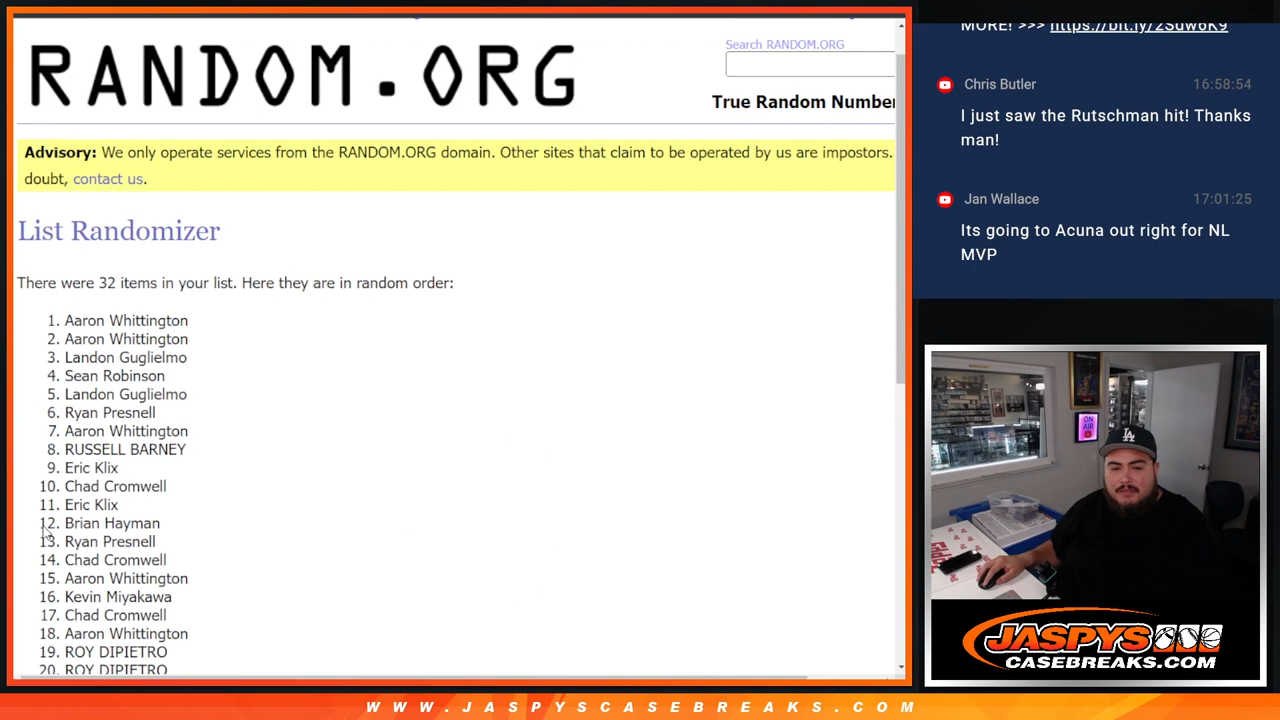 RANDOM.ORG
Search RANDOM.ORG
True Random Number
Advisory: We only operate services from the RANDOM.ORG domain. Other sites that claim to be operated by us are impostors.
doubt, contact us.
List Randomizer
There were 32 items in your list. Here they are in random order:
1. Aaron Whittington
2. Aaron Whittington
3. Landon Guglielmo
4. Sean Robinson
5. Landon Guglielmo
6. Ryan Presnell
7. Aaron Whittington
8. RUSSELL BARNEY
9. Eric Klix
10. Chad Cromwell
11. Eric Klix
12. Brian Hayman
13. Ryan Presnell
14. Chad Cromwell
15. Aaron Whittington
16. Kevin Miyakawa
17. Chad Cromwell
18. Aaron Whittington
19. ROY DIPIETRO
20. ROY DIPIETRO
MORE! >>> https://bit.ly/2Sdw6K9
Chris Butler 16:58:54
I just saw the Rutschman hit! Thanks
man!
Jan Wallace 17:01:25
Its going to Acuna out right for NL
MVP
ON
AIR
LA
JASPYS
CASEBREAKS.COM
WWW.JASPYSCASEBREAKS.COM